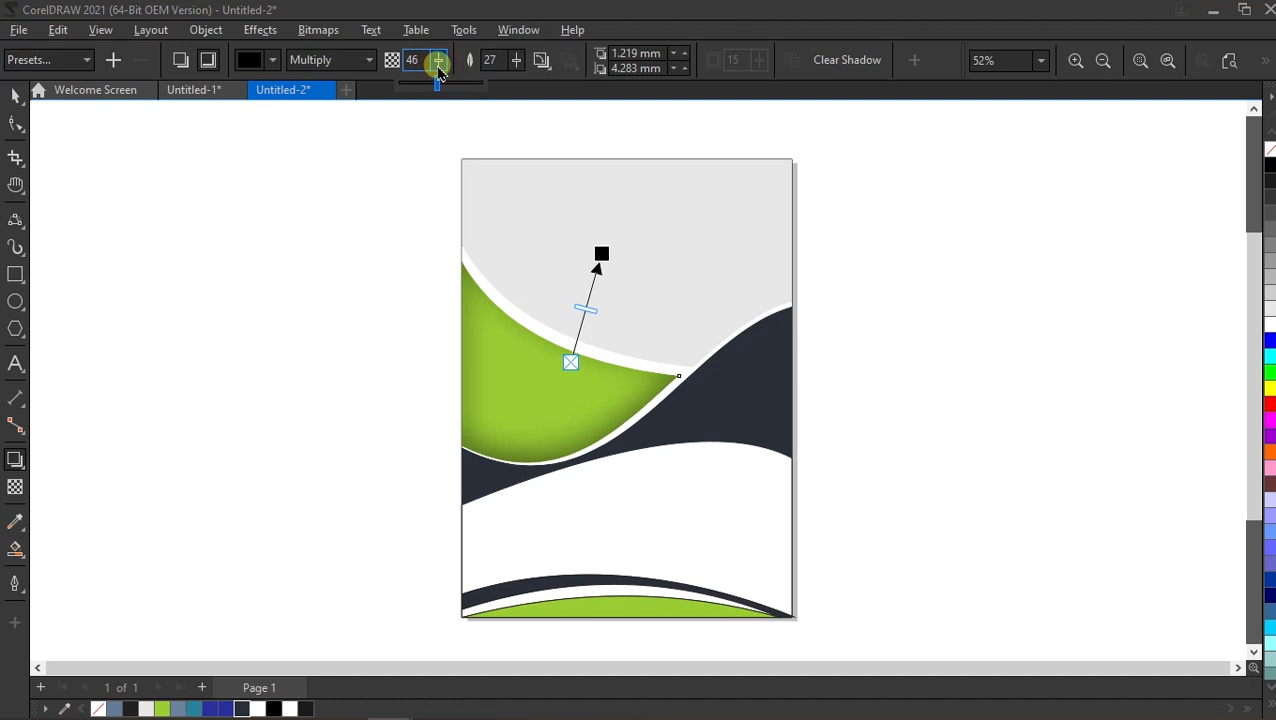 CorelDRAW 2021 (64-Bit OEM Version) - Untitled-2*
File Edit View Layout Object Effects Bitmaps Text Table Tools Window Help
Presets... Multiply 46 27 1.219 mm 15 Clear Shadow 52%
4.283 mm
Welcome Screen Untitled-1* Untitled-2*
1 of 1 Page 1